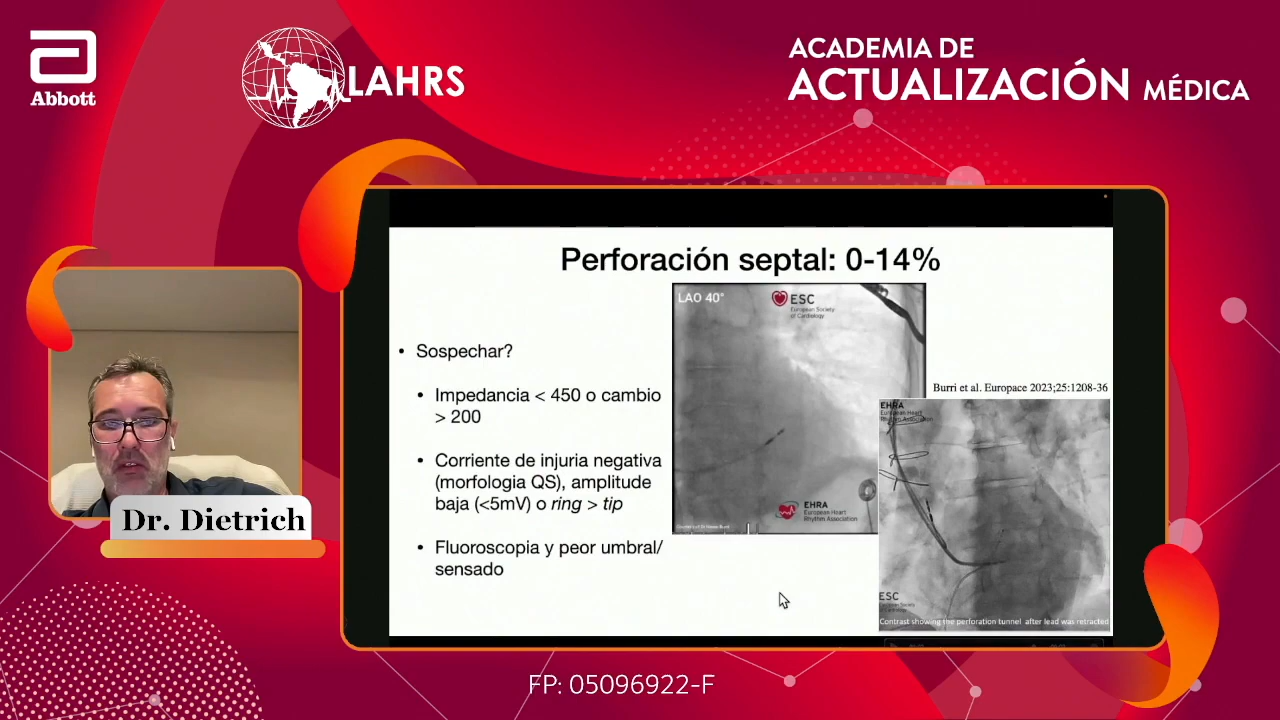 Abbott
LAHRS
ACADEMIA DE
ACTUALIZACIÓN MÉDICA
Perforación septal: 0-14%
• Sospechar?
• Impedancia < 450 o cambio
> 200
• Corriente de injuria negativa
(morfologia QS), amplitude
baja (<5mV) o ring > tip
• Fluoroscopia y peor umbral/
sensado
LAO 40°
ESC
European Society
of Cardiology
EHRA
European Heart
Rhythm Association
Burri et al. Europace 2023;25:1208-36
EHRA
European Heart
Rhythm Association
ESC
European Society
of Cardiology
Contrast showing the perforation tunnel after lead was retracted
Dr. Dietrich
FP: 05096922-F